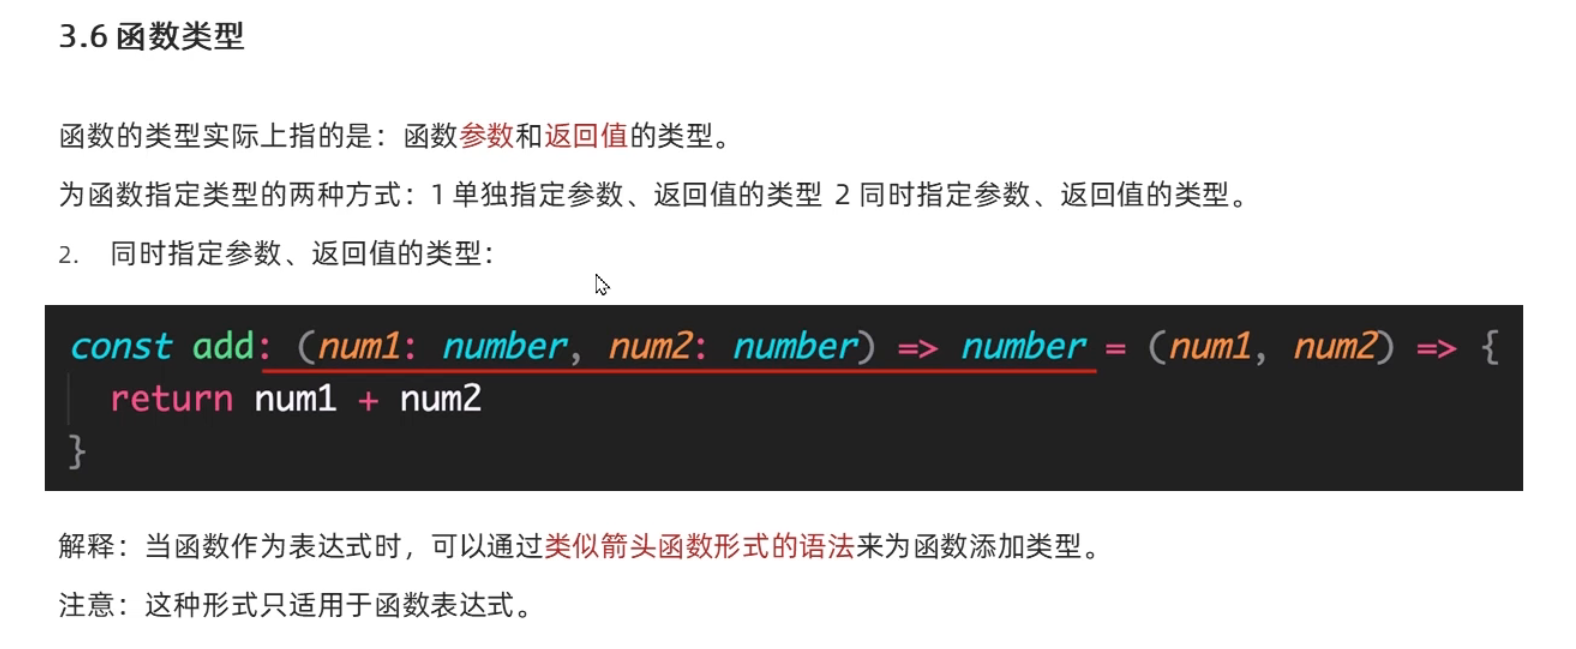 3.6 函数类型
函数的类型实际上指的是：函数参数和返回值的类型。
为函数指定类型的两种方式：1 单独指定参数、返回值的类型 2 同时指定参数、返回值的类型。
2. 同时指定参数、返回值的类型：
const add: (num1: number, num2: number) => number = (num1, num2) => {
return num1 + num2
}
解释：当函数作为表达式时，可以通过类似箭头函数形式的语法来为函数添加类型。
注意：这种形式只适用于函数表达式。